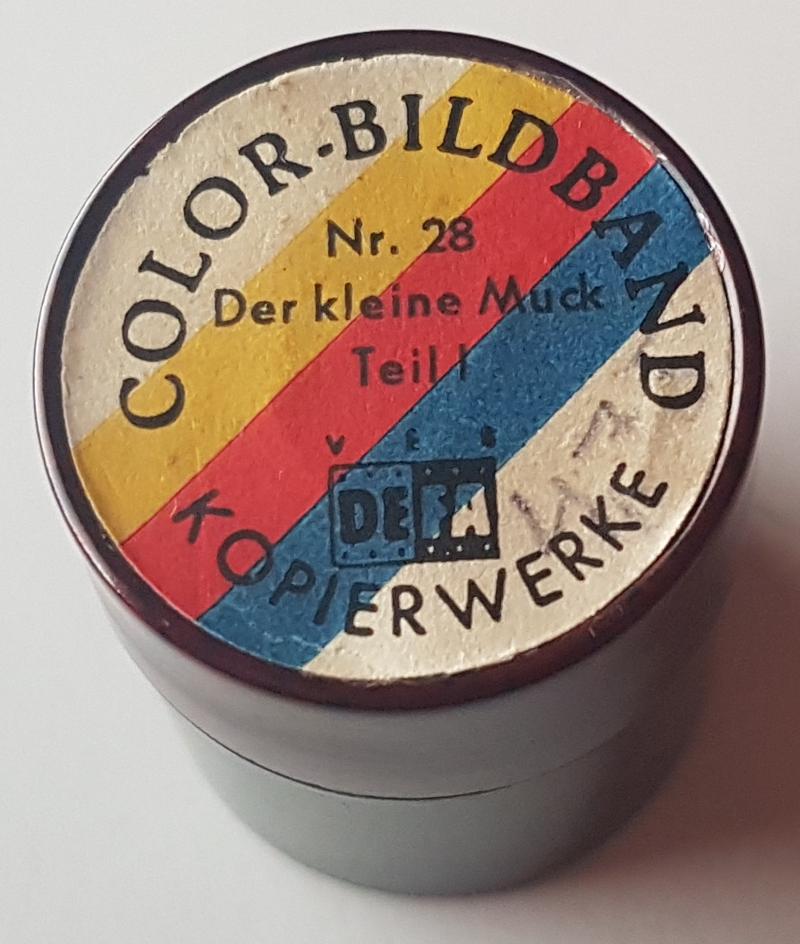 COLOR-BILDBAND
Nr. 28
Der kleine Muck
Teil I
VEB
DEFA
KOPIERWERKE